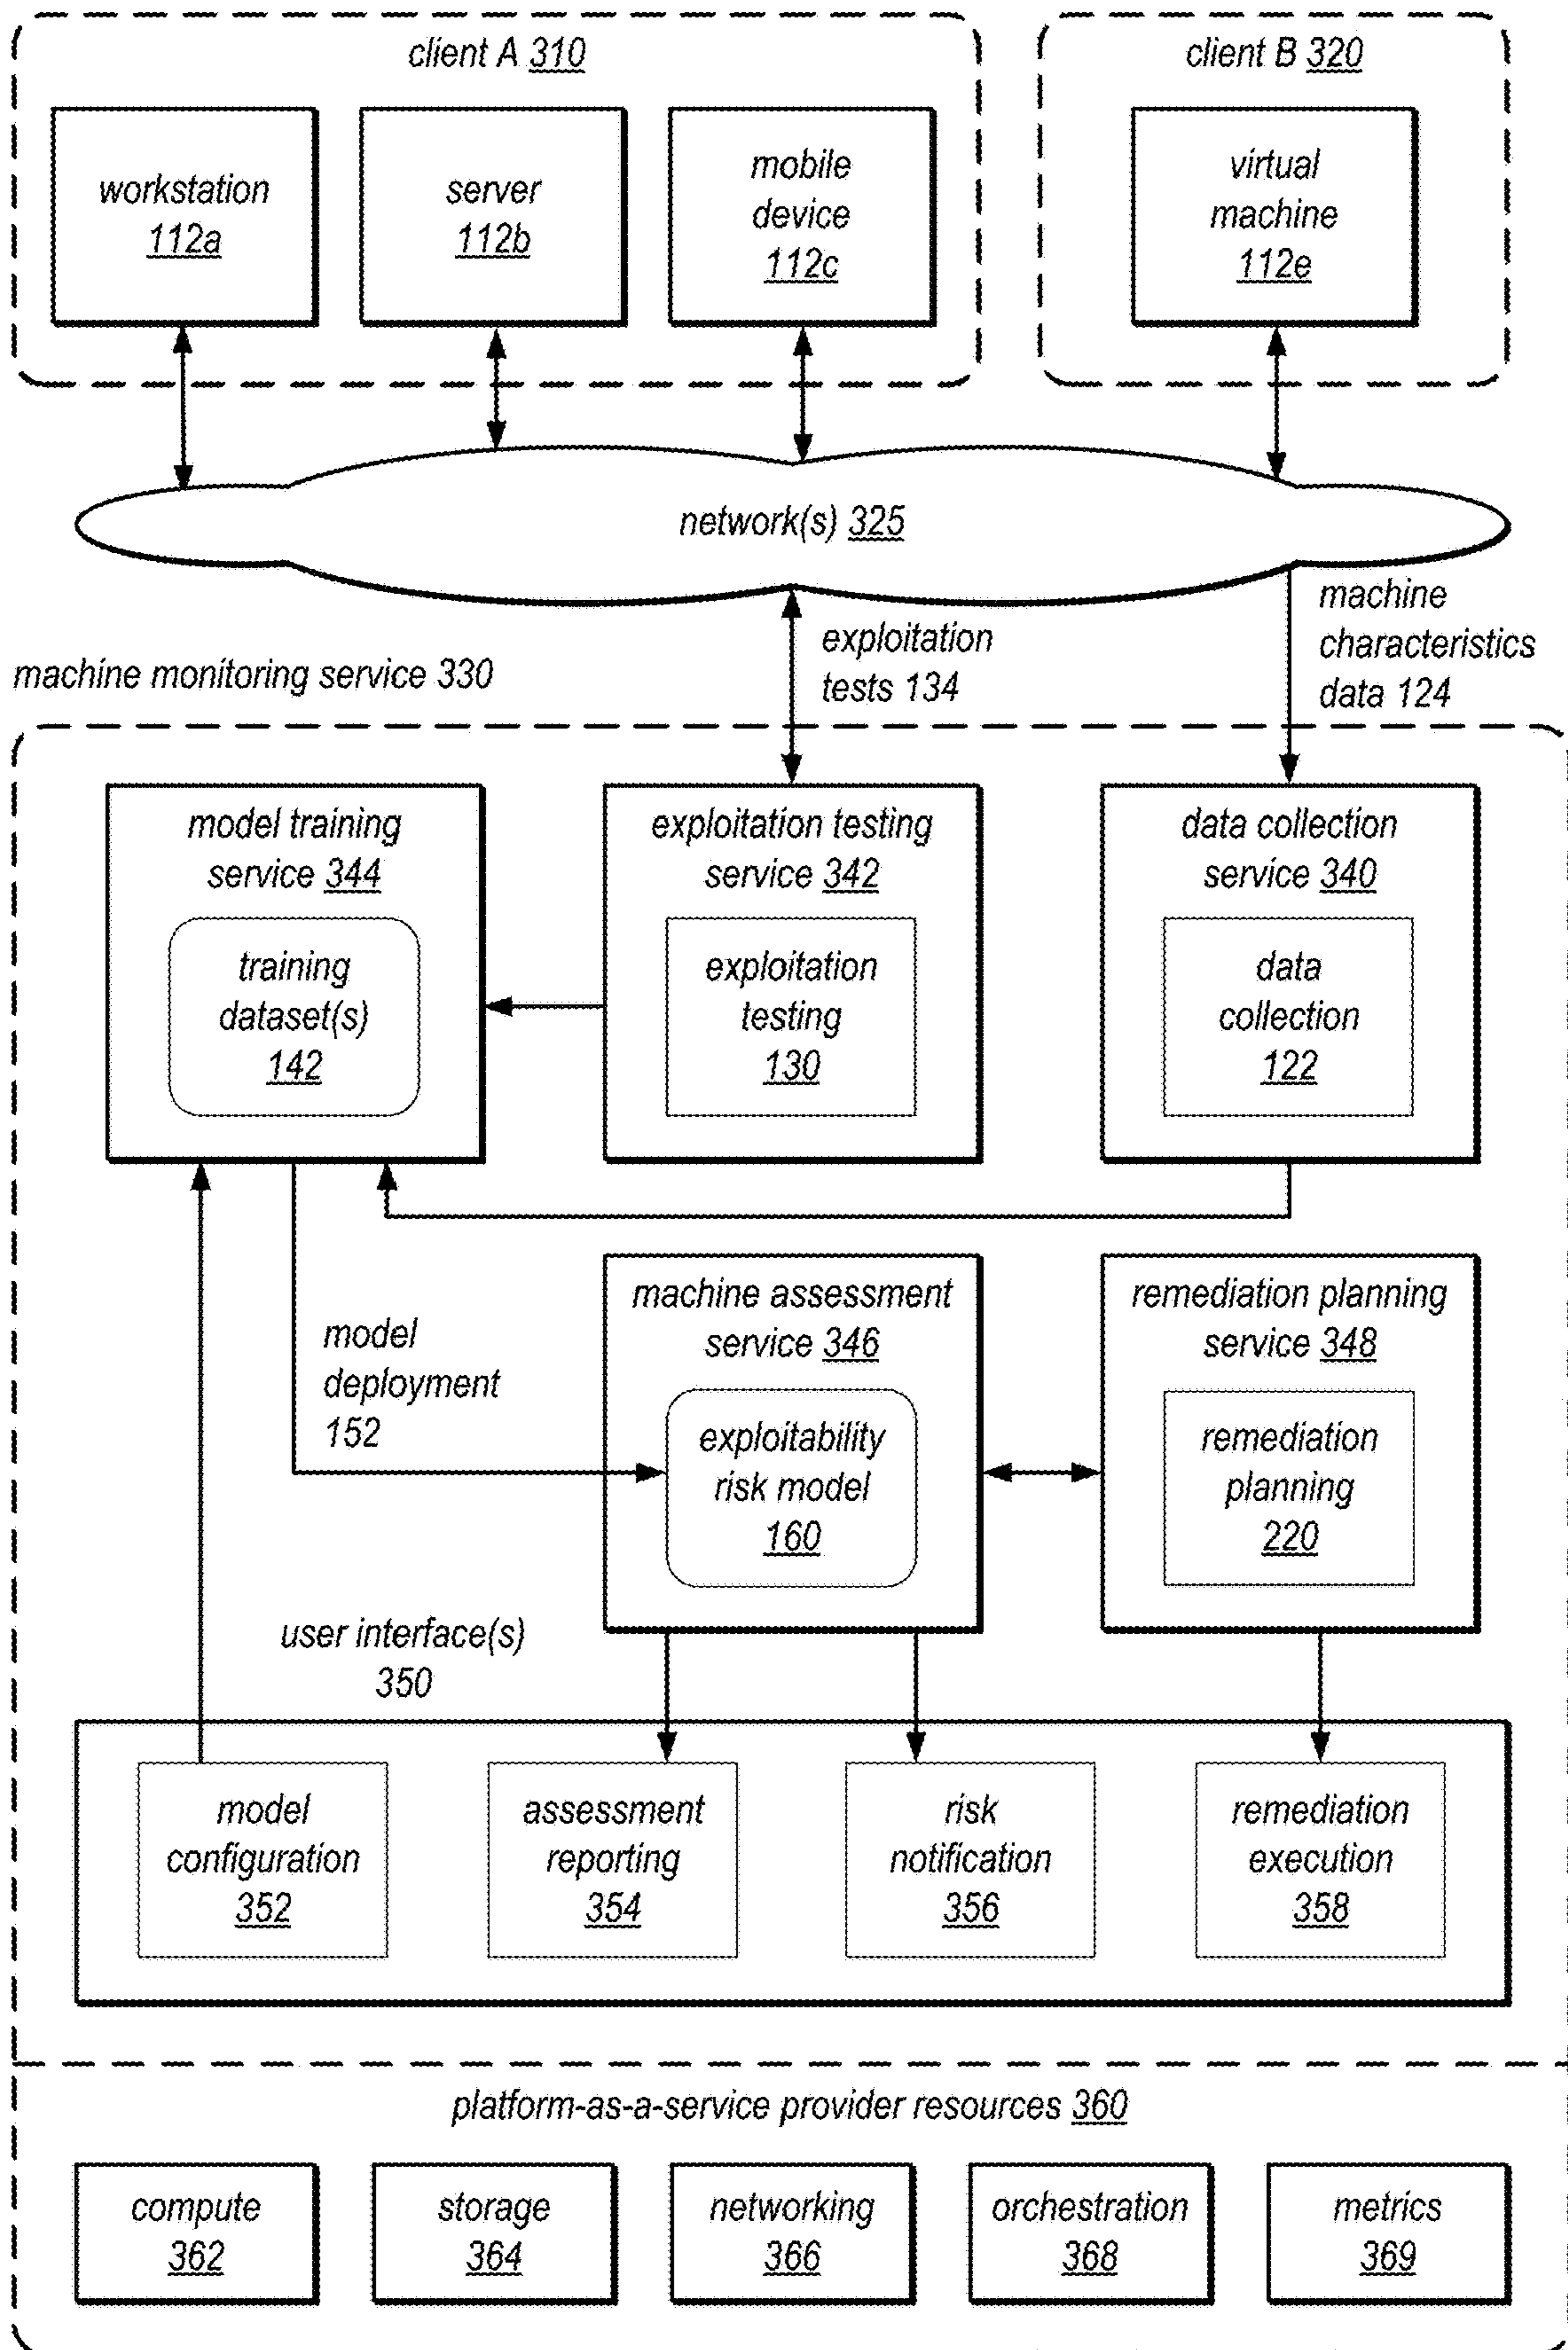 client A 310
workstation
112a
server
112b
mobile
device
112c
client B 320
virtual
machine
112e
network(s) 325
exploitation
tests 134
machine
characteristics
data 124
machine monitoring service 330
model training
service 344
training
dataset(s)
142
exploitation testing
service 342
exploitation
testing
130
data collection
service 340
data
collection
122
model
deployment
152
machine assessment
service 346
exploitability
risk model
160
remediation planning
service 348
remediation
planning
220
user interface(s)
350
model
configuration
352
assessment
reporting
354
risk
notification
356
remediation
execution
358
platform-as-a-service provider resources 360
compute
362
storage
364
networking
366
orchestration
368
metrics
369